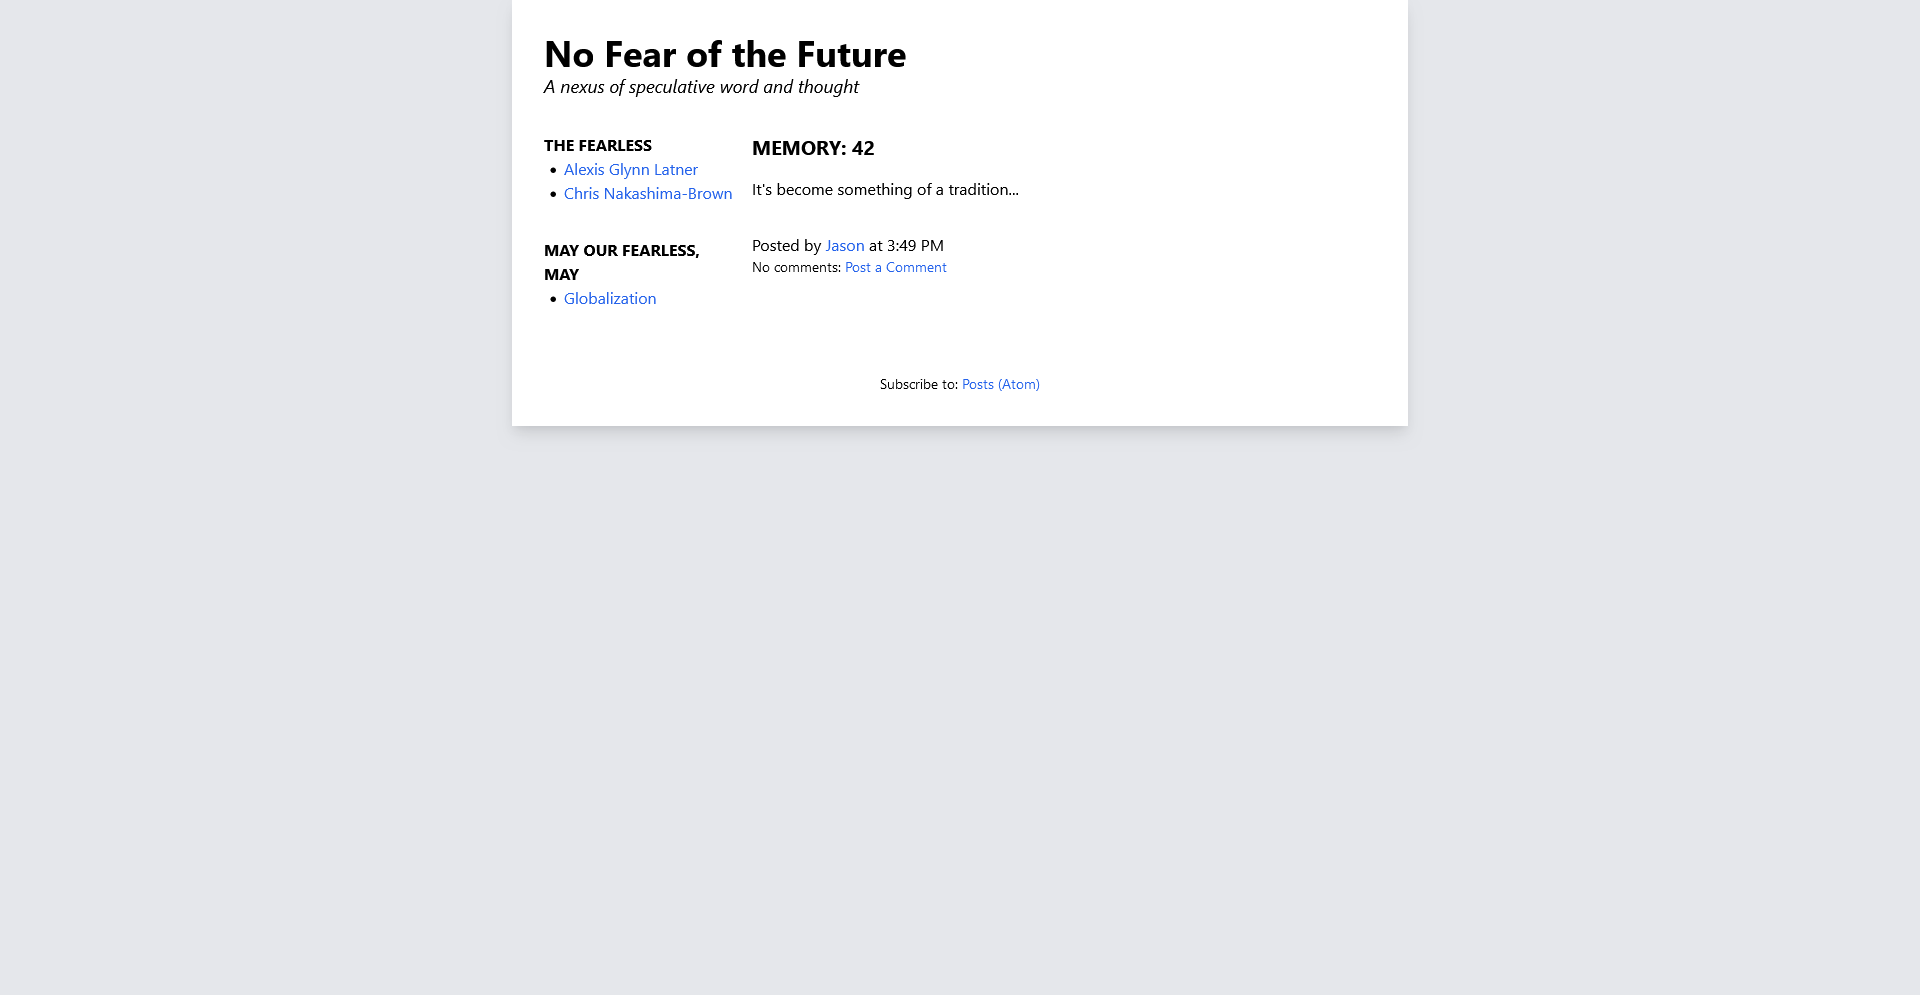 No Fear of the Future
A nexus of speculative word and thought
THE FEARLESS
• Alexis Glynn Latner
• Chris Nakashima-Brown
MAY OUR FEARLESS,
MAY
• Globalization
MEMORY: 42
It's become something of a tradition...
Posted by Jason at 3:49 PM
No comments: Post a Comment
Subscribe to: Posts (Atom)